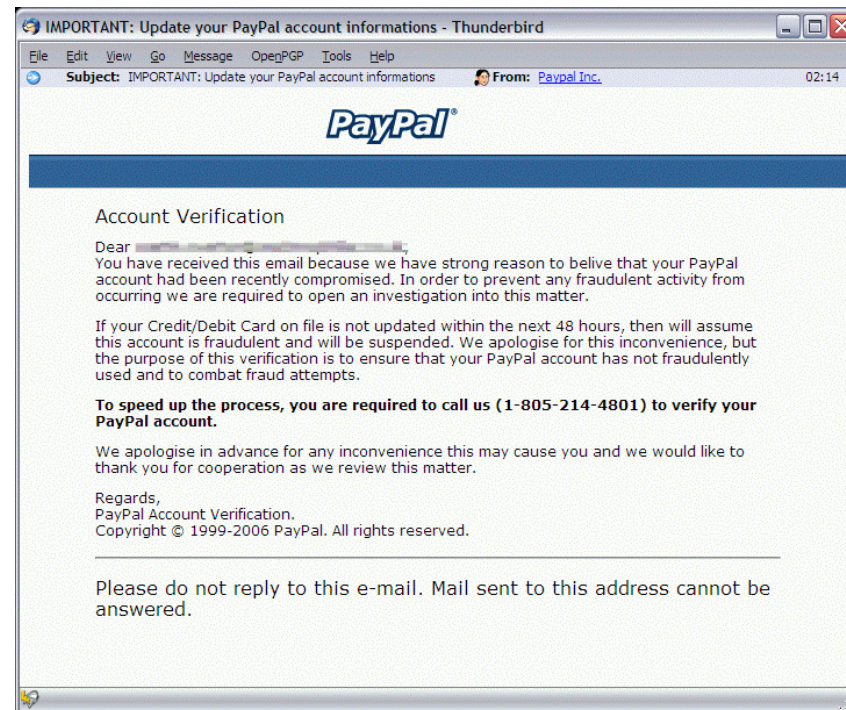 IMPORTANT: Update your PayPal account informations - Thunderbird
File Edit View Go Message OpenPGP Tools Help
Subject: IMPORTANT: Update your PayPal account informations From: Paypal Inc. 02:14
PayPal®
Account Verification
Dear
You have received this email because we have strong reason to belive that your PayPal
account had been recently compromised. In order to prevent any fraudulent activity from
occurring we are required to open an investigation into this matter.
If your Credit/Debit Card on file is not updated within the next 48 hours, then will assume
this account is fraudulent and will be suspended. We apologise for this inconvenience, but
the purpose of this verification is to ensure that your PayPal account has not fraudulently
used and to combat fraud attempts.
To speed up the process, you are required to call us (1-805-214-4801) to verify your
PayPal account.
We apologise in advance for any inconvenience this may cause you and we would like to
thank you for cooperation as we review this matter.
Regards,
PayPal Account Verification.
Copyright © 1999-2006 PayPal. All rights reserved.
Please do not reply to this e-mail. Mail sent to this address cannot be
answered.